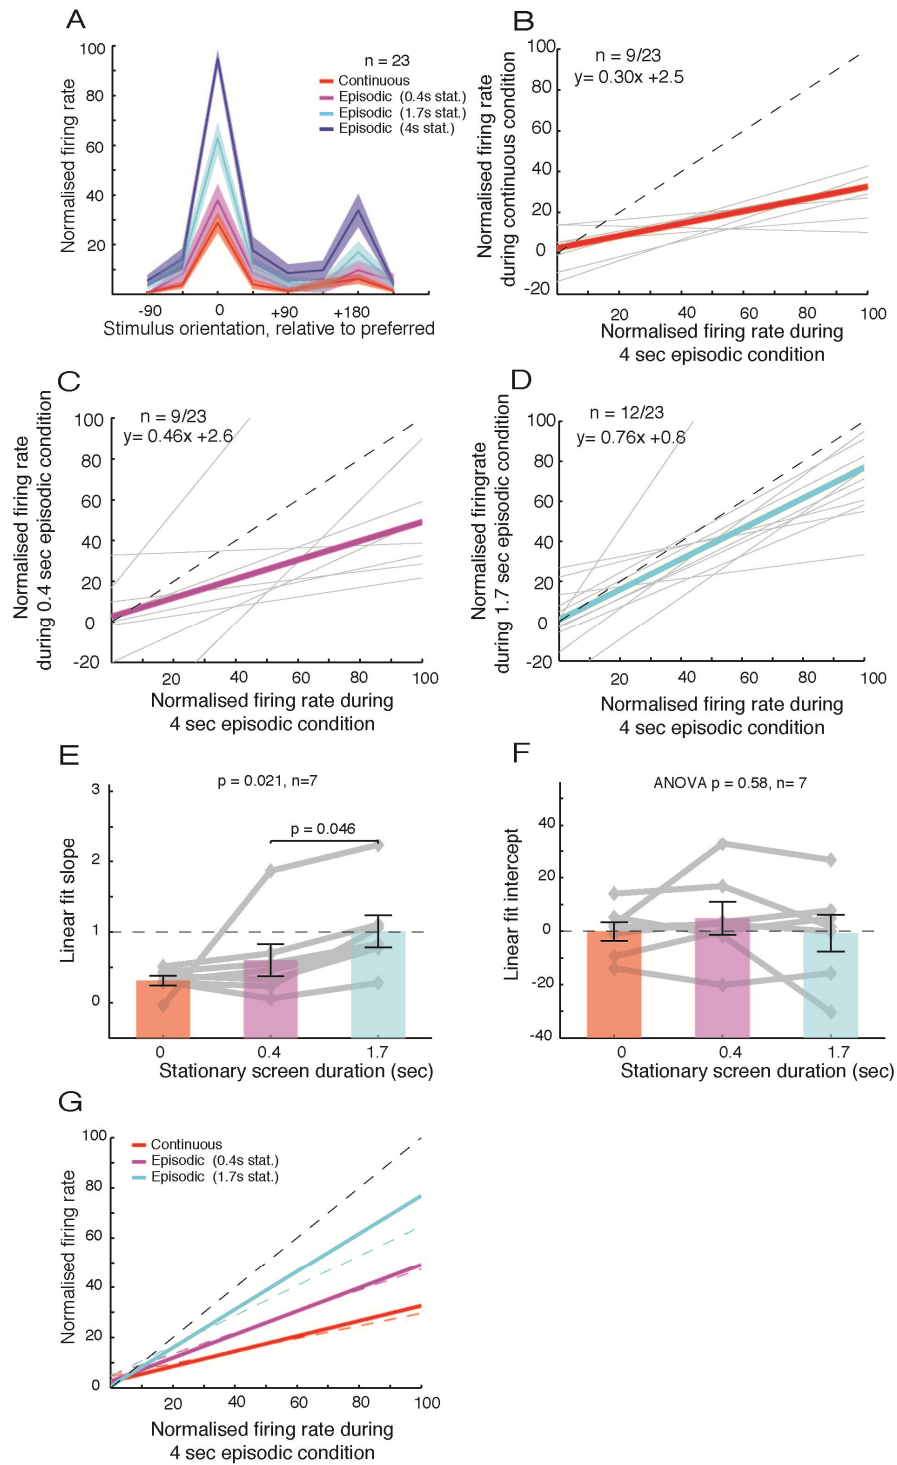 A
n = 23
Continuous
Episodic (0.4s stat.)
Episodic (1.7s stat.)
Episodic (4s stat.)
Normalised firing rate
100
80
60
40
20
-90 0 +90 +180
Stimulus orientation, relative to preferred
B
n = 9/23
y= 0.30x +2.5
Normalised firing rate
during continuous condition
100
80
60
40
20
0
-20
20 40 60 80 100
Normalised firing rate during
4 sec episodic condition
C
n = 9/23
y= 0.46x +2.6
Normalised firing rate
during 0.4 sec episodic condition
100
80
60
40
20
0
-20
20 40 60 80 100
Normalised firing rate during
4 sec episodic condition
D
n = 12/23
y= 0.76x +0.8
Normalised firingrate
during 1.7 sec episodic condition
100
80
60
40
20
0
-20
20 40 60 80 100
Normalised firing rate during
4 sec episodic condition
E
p = 0.021, n=7
p = 0.046
Linear fit slope
3
2
1
0
0 0.4 1.7
Stationary screen duration (sec)
F
ANOVA p = 0.58, n= 7
Linear fit intercept
40
20
0
-20
-40
0 0.4 1.7
Stationary screen duration (sec)
G
Continuous
Episodic (0.4s stat.)
Episodic (1.7s stat.)
Normalised firing rate
100
80
60
40
20
0
20 40 60 80 100
Normalised firing rate during
4 sec episodic condition